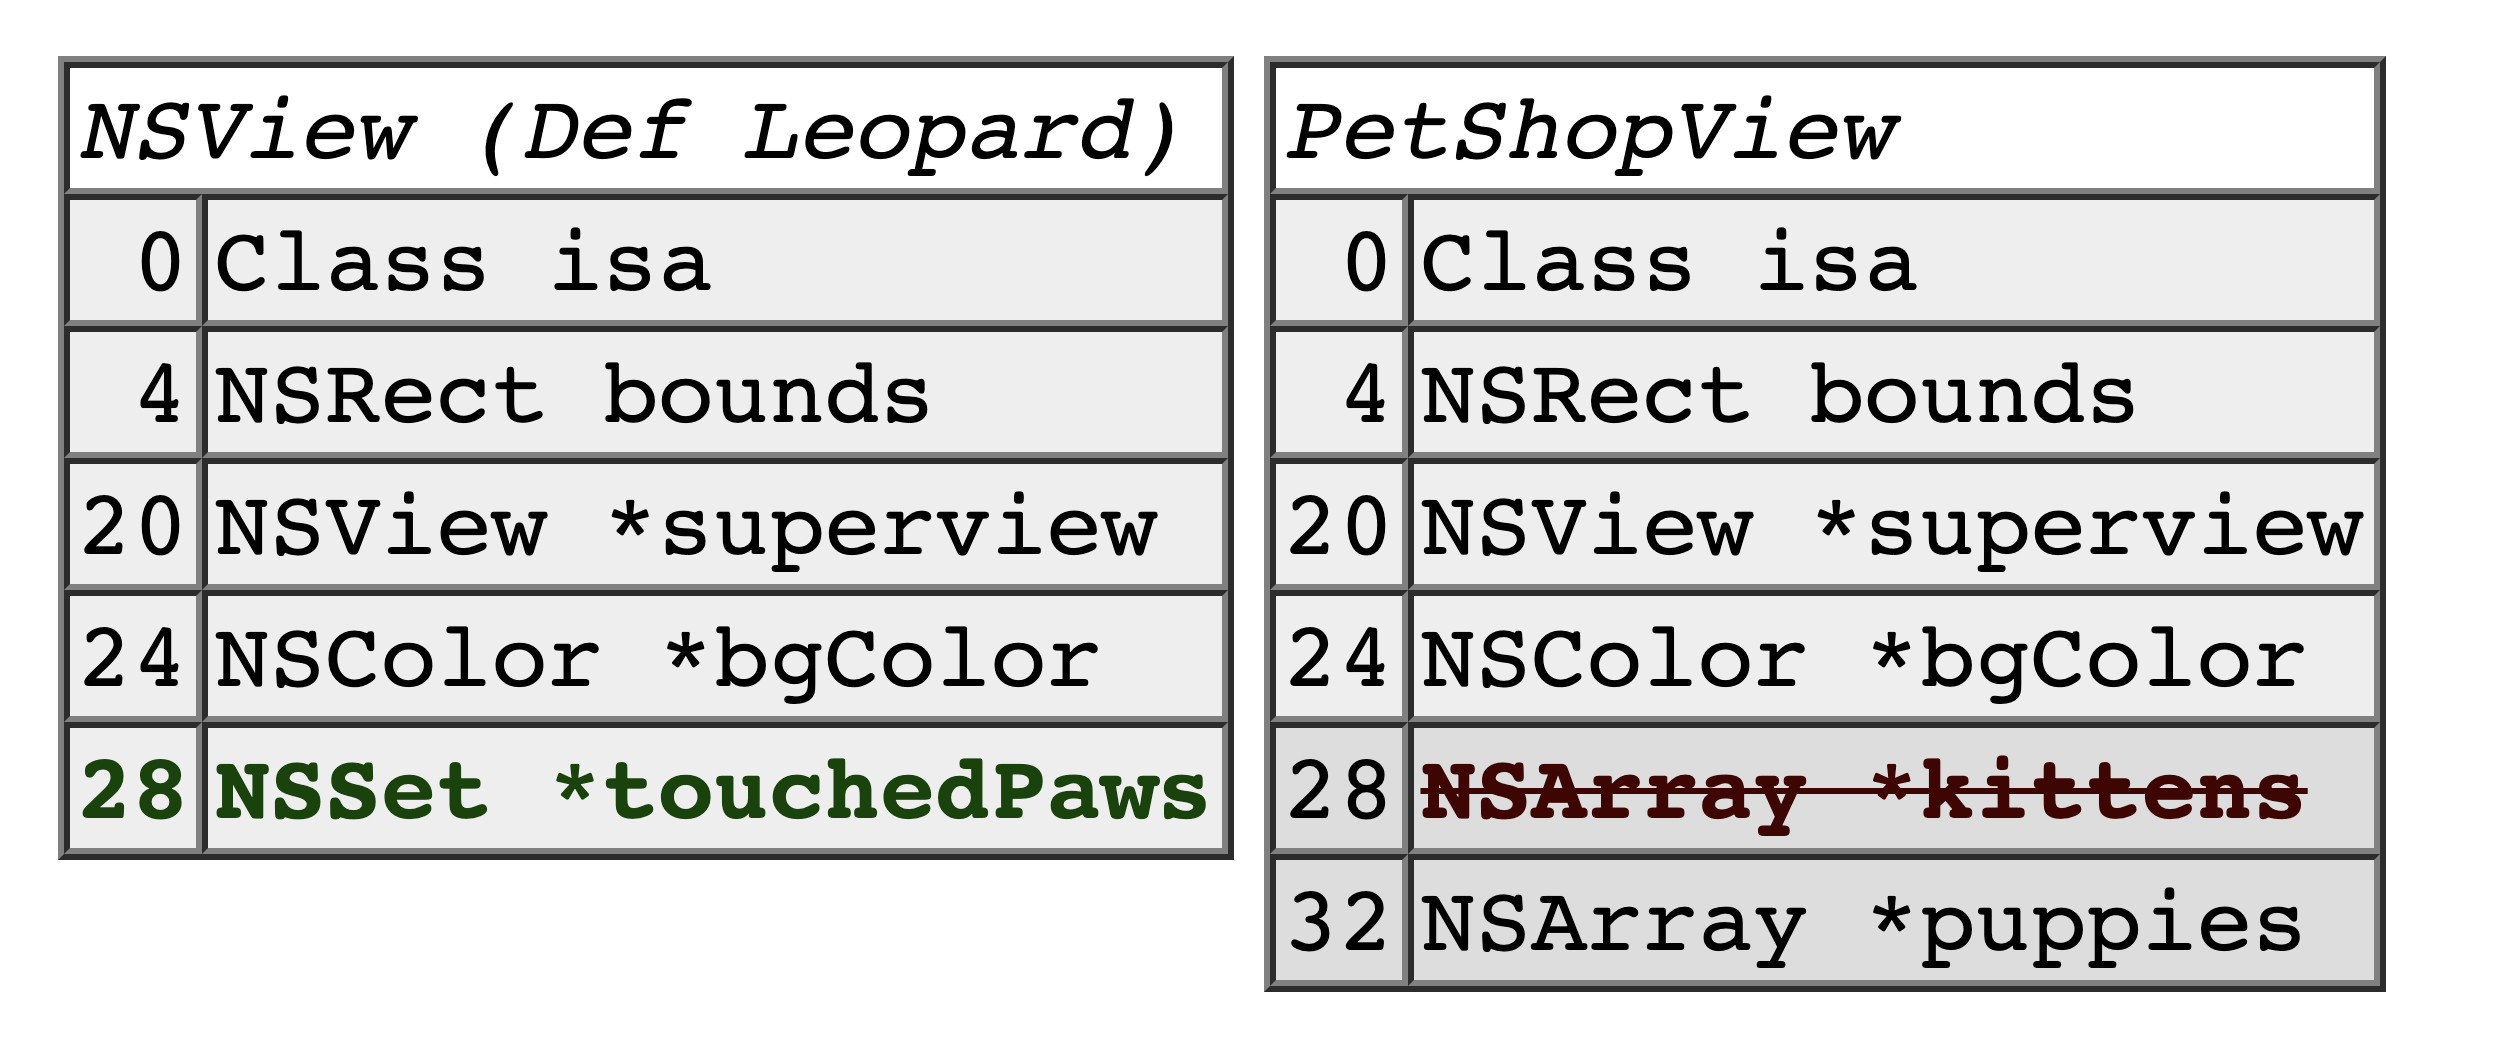 NSView (Def Leopard)
0 Class isa
4 NSRect bounds
20 NSView *superview
24 NSColor *bgColor
28 NSSet *touchedPaws
PetShopView
0 Class isa
4 NSRect bounds
20 NSView *superview
24 NSColor *bgColor
28 NSArray *kittens
32 NSArray *puppies